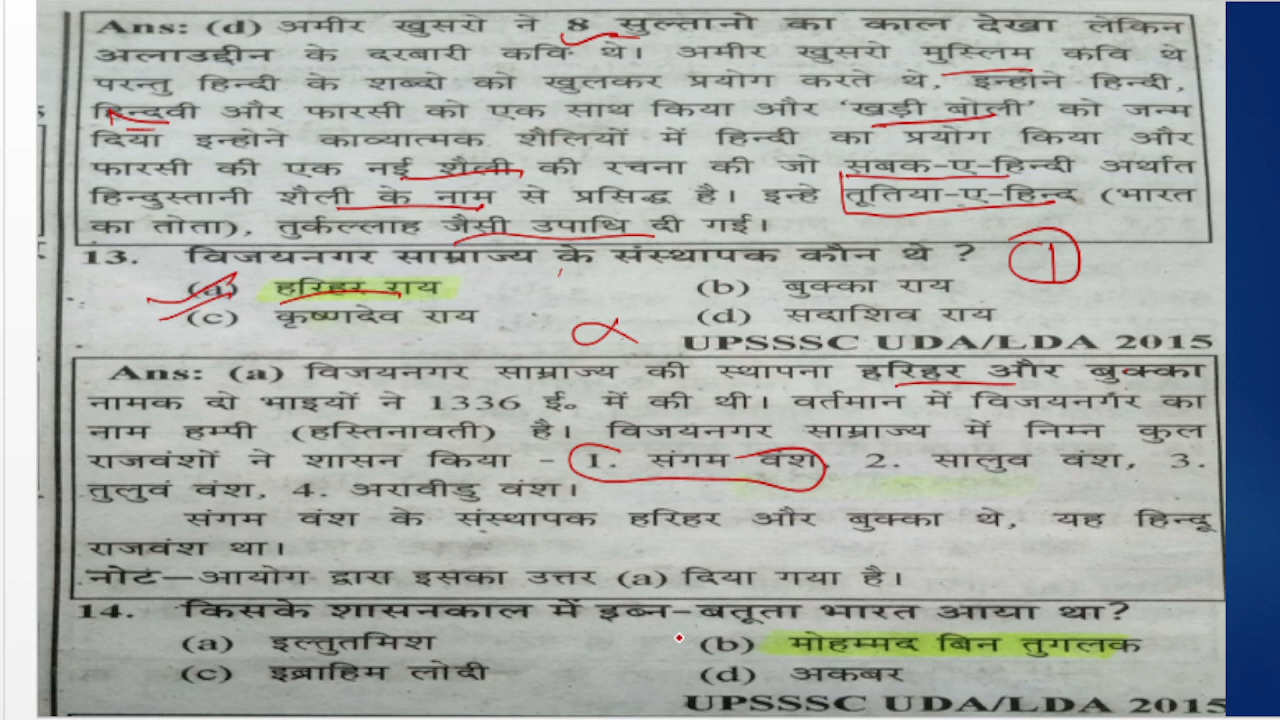 Ans: (d) अमीर खुसरो ने 8 सुल्तानो का काल देखा लेकिन
अलाउद्दीन के दरबारी कवि थे। अमीर खुसरो मुस्लिम कवि थे
परन्तु हिन्दी के शब्दो को खुलकर प्रयोग करते थे, इन्होने हिन्दी,
हिन्दवी और फारसी को एक साथ किया और ‘खड़ी बोली’ को जन्म
दिया इन्होने काव्यात्मक शैलियों में हिन्दी का प्रयोग किया और
फारसी की एक नई शैली की रचना की जो सबक-ए-हिन्दी अर्थात
हिन्दुस्तानी शैली के नाम से प्रसिद्ध है। इन्हे तूतिया-ए-हिन्द (भारत
का तोता), तुर्कल्लाह जैसी उपाधि दी गई।
13. विजयनगर साम्राज्य के संस्थापक कौन थे ?
(a) हरिहर राय (b) बुक्का राय
(c) कृष्णदेव राय (d) सदाशिव राय
UPSSSC UDA/LDA 2015
Ans: (a) विजयनगर साम्राज्य की स्थापना हरिहर और बुक्का
नामक दो भाइयों ने 1336 ई० में की थी। वर्तमान में विजयनगर का
नाम हम्पी (हस्तिनावती) है। विजयनगर साम्राज्य में निम्न कुल
राजवंशों ने शासन किया - 1. संगम वंश, 2. सालुव वंश, 3.
तुलुवं वंश, 4. अरावीडु वंश।
संगम वंश के संस्थापक हरिहर और बुक्का थे, यह हिन्दू
राजवंश था।
नोट—आयोग द्वारा इसका उत्तर (a) दिया गया है।
14. किसके शासनकाल में इब्न-बतूता भारत आया था?
(a) इल्तुतमिश (b) मोहम्मद बिन तुगलक
(c) इब्राहिम लोदी (d) अकबर
UPSSSC UDA/LDA 2015